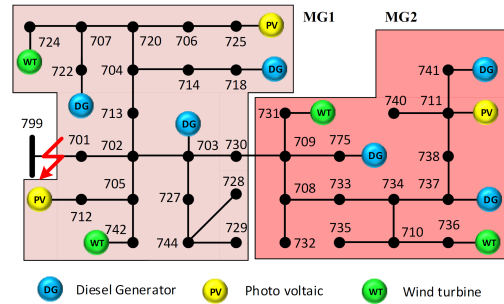 MG1 MG2
PV
724 707 720 706 725
WT DG 741 DG
722 704
714 718
DG 740 711 PV
799 713 DG 731 WT
701 702 703 730 709 775 DG 738
PV 705 727 728
712 708 733 734 737 DG
742
WT 744 729 732 735 710 736 WT
DG Diesel Generator PV Photo voltaic WT Wind turbine